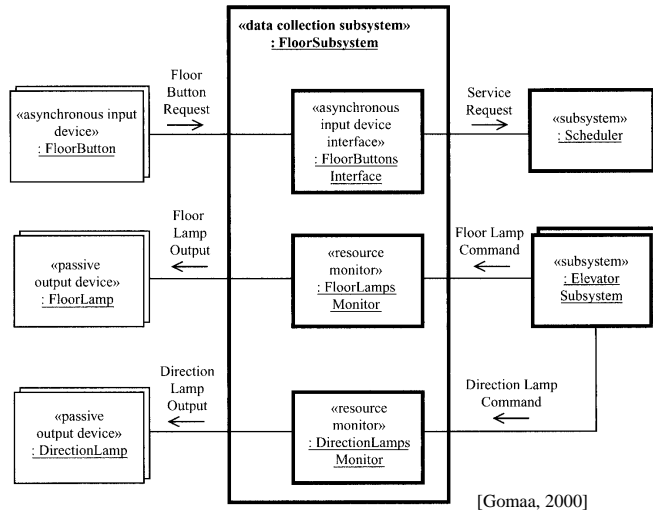 «data collection subsystem»
: FloorSubsystem
Floor
Button
Request
«asynchronous input
device»
: FloorButton
«asynchronous
input device
interface»
: FloorButtons
Interface
Service
Request
«subsystem»
: Scheduler
Floor
Lamp
Output
«passive
output device»
: FloorLamp
«resource
monitor»
: FloorLamps
Monitor
Floor Lamp
Command
«subsystem»
: Elevator
Subsystem
Direction
Lamp
Output
«passive
output device»
: DirectionLamp
«resource
monitor»
: DirectionLamps
Monitor
Direction Lamp
Command
[Gomaa, 2000]